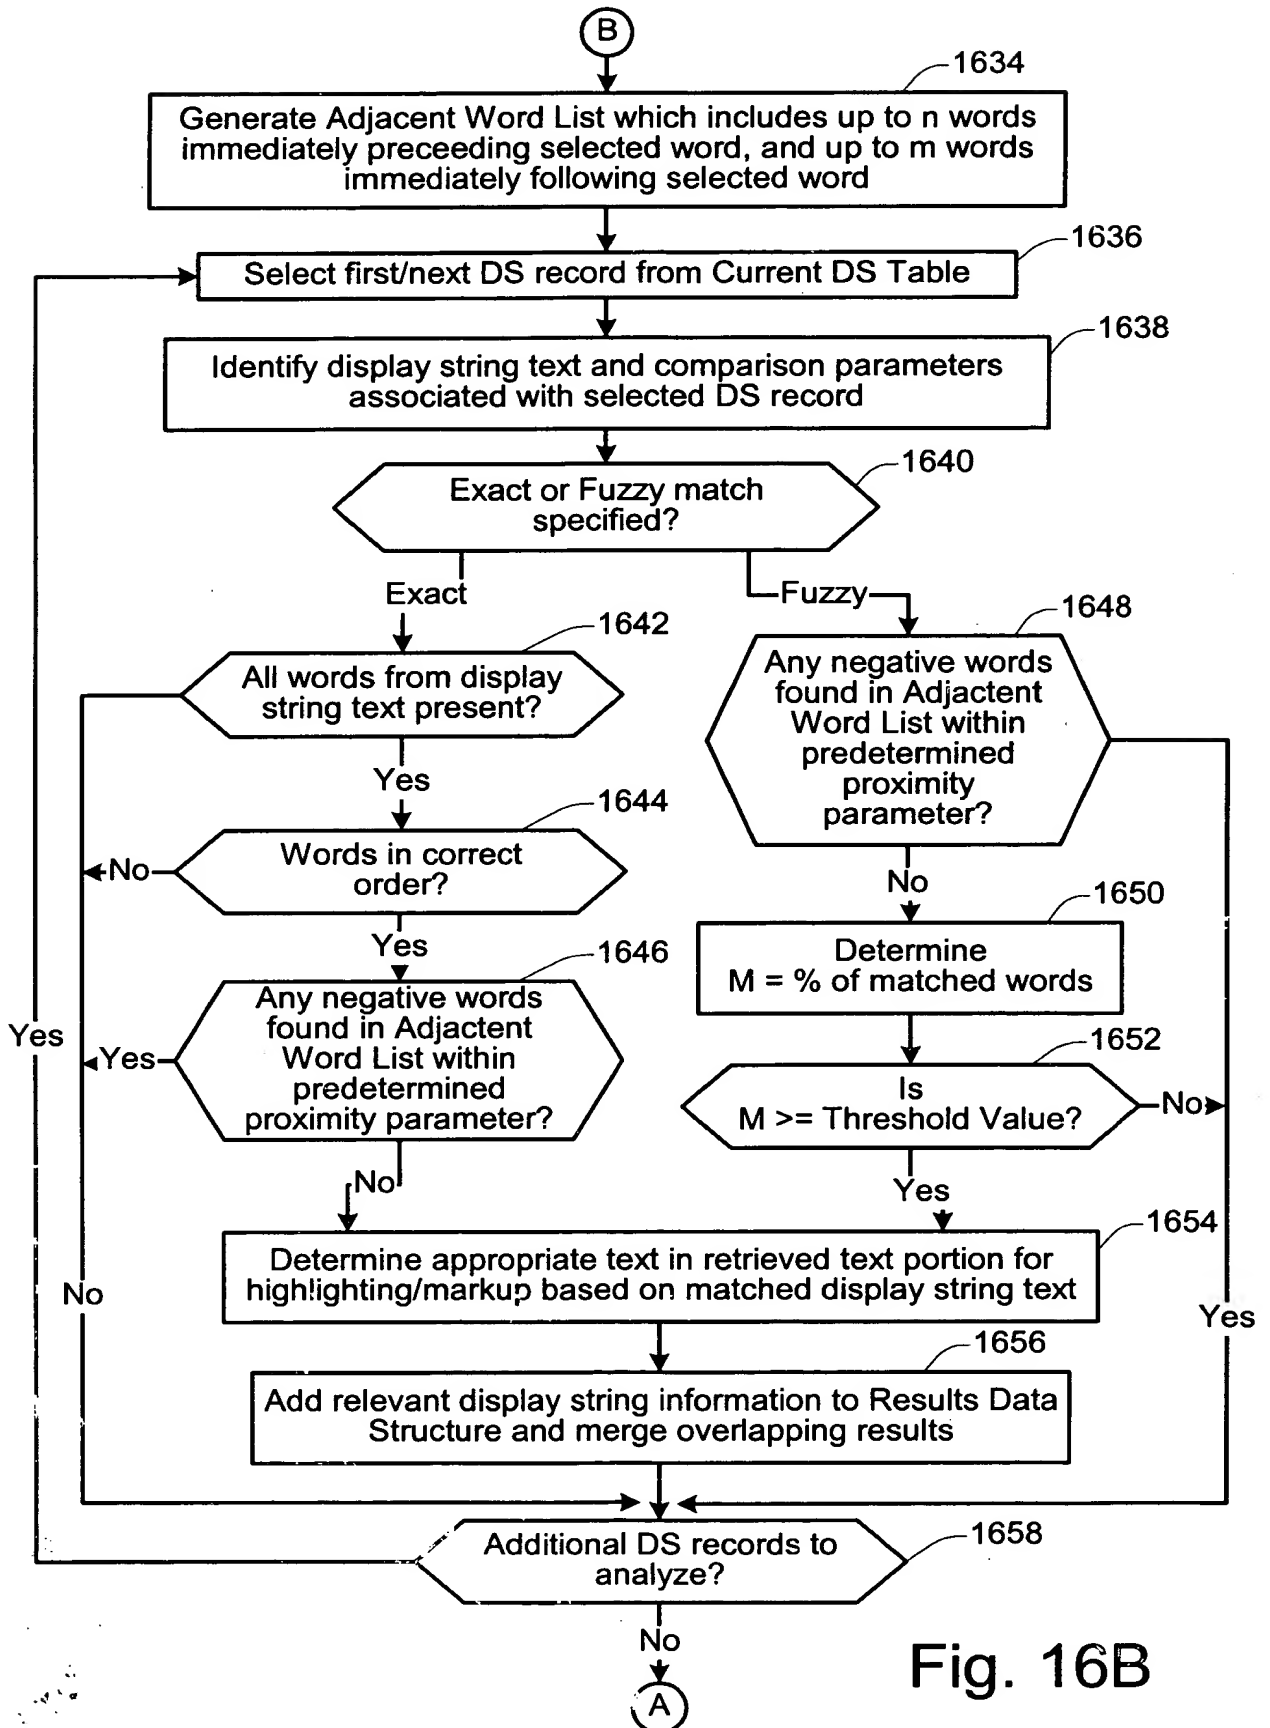 B
1634
Generate Adjacent Word List which includes up to n words
immediately preceeding selected word, and up to m words
immediately following selected word
1636
Select first/next DS record from Current DS Table
1638
Identify display string text and comparison parameters
associated with selected DS record
1640
Exact or Fuzzy match
specified?
Exact
Fuzzy
1642
All words from display
string text present?
1648
Any negative words
found in Adjactent
Word List within
predetermined
proximity
parameter?
Yes
1644
Words in correct
order?
No
No
1650
Determine
M = % of matched words
Yes
1646
Any negative words
found in Adjactent
Word List within
predetermined
proximity parameter?
Yes
Yes
1652
Is
M >= Threshold Value?
No
No
Yes
1654
Determine appropriate text in retrieved text portion for
highlighting/markup based on matched display string text
No
Yes
1656
Add relevant display string information to Results Data
Structure and merge overlapping results
1658
Additional DS records to
analyze?
No
A
Fig. 16B